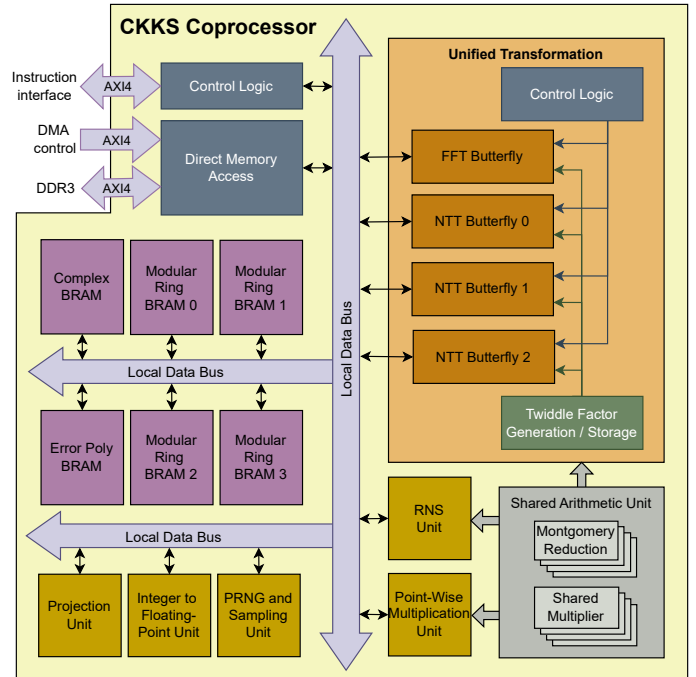 CKKS Coprocessor
Unified Transformation
Instruction
interface
AXI4
Control Logic
Control Logic
DMA
control
AXI4
Direct Memory
Access
DDR3
AXI4
FFT Butterfly
NTT Butterfly 0
NTT Butterfly 1
NTT Butterfly 2
Twiddle Factor
Generation / Storage
Complex
BRAM
Modular
Ring
BRAM 0
Modular
Ring
BRAM 1
Local Data Bus
Local Data Bus
Error Poly
BRAM
Modular
Ring
BRAM 2
Modular
Ring
BRAM 3
Local Data Bus
Projection
Unit
Integer to
Floating-
Point Unit
PRNG and
Sampling
Unit
RNS
Unit
Point-Wise
Multiplication
Unit
Shared Arithmetic Unit
Montgomery
Reduction
Shared
Multiplier